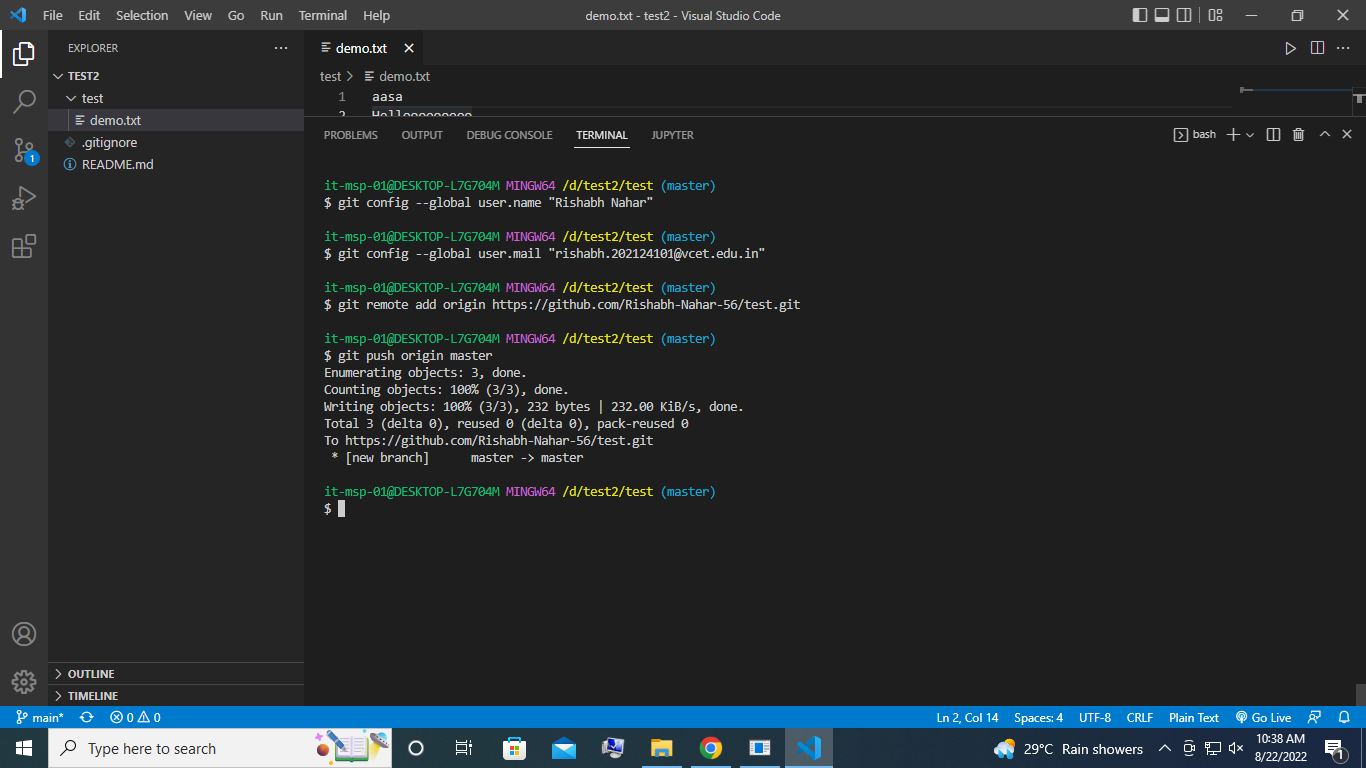 File Edit Selection View Go Run Terminal Help demo.txt - test2 - Visual Studio Code
EXPLORER
TEST2
test
demo.txt
.gitignore
README.md
1
OUTLINE
TIMELINE
demo.txt
test > demo.txt
1 aasa
2 Helloooooooooo
PROBLEMS OUTPUT DEBUG CONSOLE TERMINAL JUPYTER bash
it-msp-01@DESKTOP-L7G704M MINGW64 /d/test2/test (master)
$ git config --global user.name "Rishabh Nahar"
it-msp-01@DESKTOP-L7G704M MINGW64 /d/test2/test (master)
$ git config --global user.mail "rishabh.202124101@vcet.edu.in"
it-msp-01@DESKTOP-L7G704M MINGW64 /d/test2/test (master)
$ git remote add origin https://github.com/Rishabh-Nahar-56/test.git
it-msp-01@DESKTOP-L7G704M MINGW64 /d/test2/test (master)
$ git push origin master
Enumerating objects: 3, done.
Counting objects: 100% (3/3), done.
Writing objects: 100% (3/3), 232 bytes | 232.00 KiB/s, done.
Total 3 (delta 0), reused 0 (delta 0), pack-reused 0
To https://github.com/Rishabh-Nahar-56/test.git
* [new branch] master -> master
it-msp-01@DESKTOP-L7G704M MINGW64 /d/test2/test (master)
$
main* 0 0 Ln 2, Col 14 Spaces: 4 UTF-8 CRLF Plain Text Go Live
Type here to search 29°C Rain showers 10:38 AM
8/22/2022 1